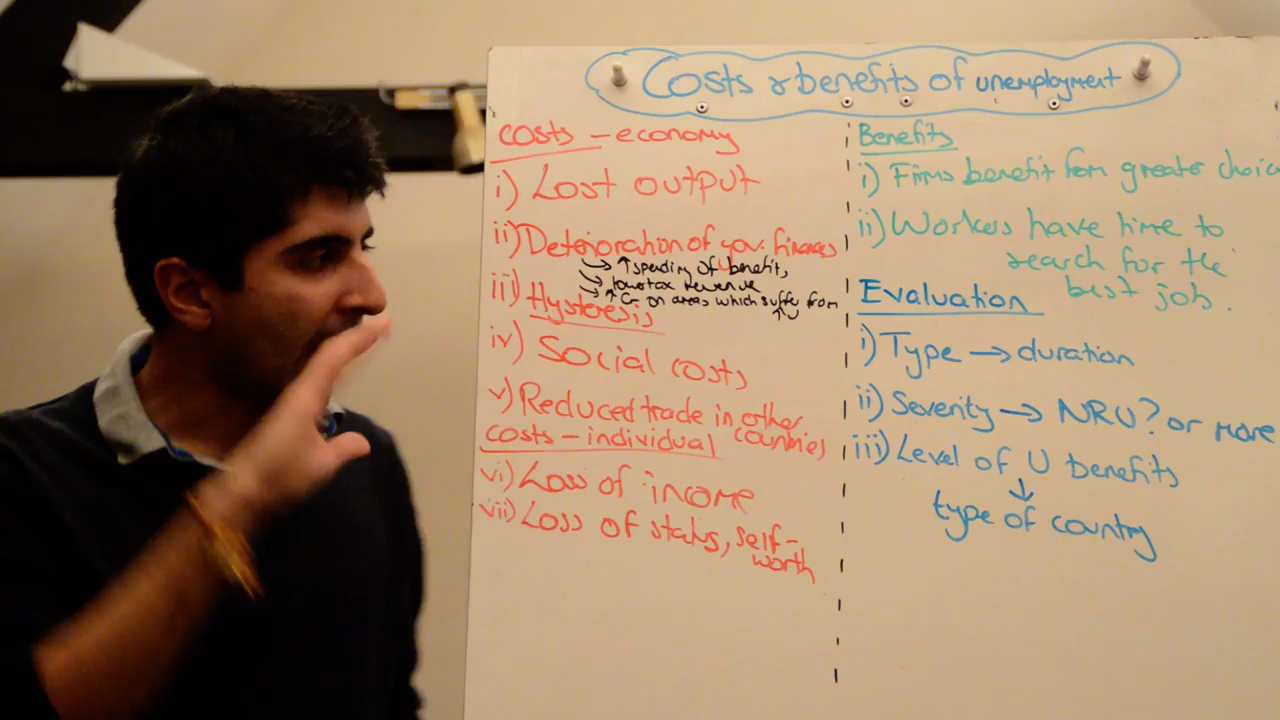 Costs & benefits of unemployment
Costs - economy
i) Lost output
ii) Deterioration of gov. finances
→ ↑ spending of U benefits
→ low tax revenue
→ ↑ G on areas which suffer from
↑U
iii) Hysteresis
iv) Social costs
v) Reduced trade in other
countries
Costs - individual
vi) Loss of income
vii) Loss of status, self-
worth
Benefits
i) Firms benefit from greater choic
ii) Workers have time to
search for the
best job.
Evaluation
i) Type → duration
ii) Severity → NRU? or more
iii) Level of U benefits
↓
type of country